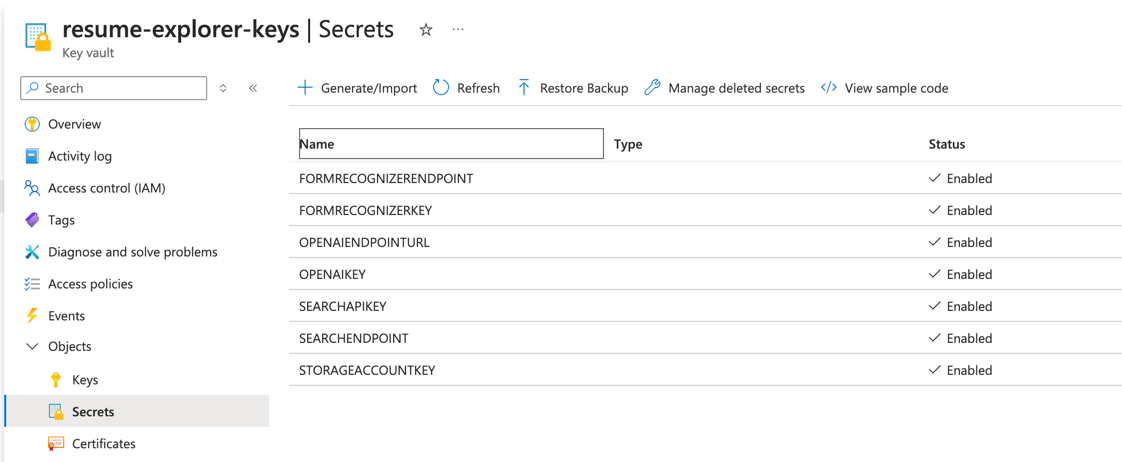 resume-explorer-keys | Secrets
Key vault
Search
Overview
Activity log
Access control (IAM)
Tags
Diagnose and solve problems
Access policies
Events
Objects
Keys
Secrets
Certificates
Generate/Import Refresh Restore Backup Manage deleted secrets View sample code
Name Type Status
FORMRECOGNIZERENDPOINT Enabled
FORMRECOGNIZERKEY Enabled
OPENAIENDPOINTURL Enabled
OPENAIKEY Enabled
SEARCHAPIKEY Enabled
SEARCHENDPOINT Enabled
STORAGEACCOUNTKEY Enabled